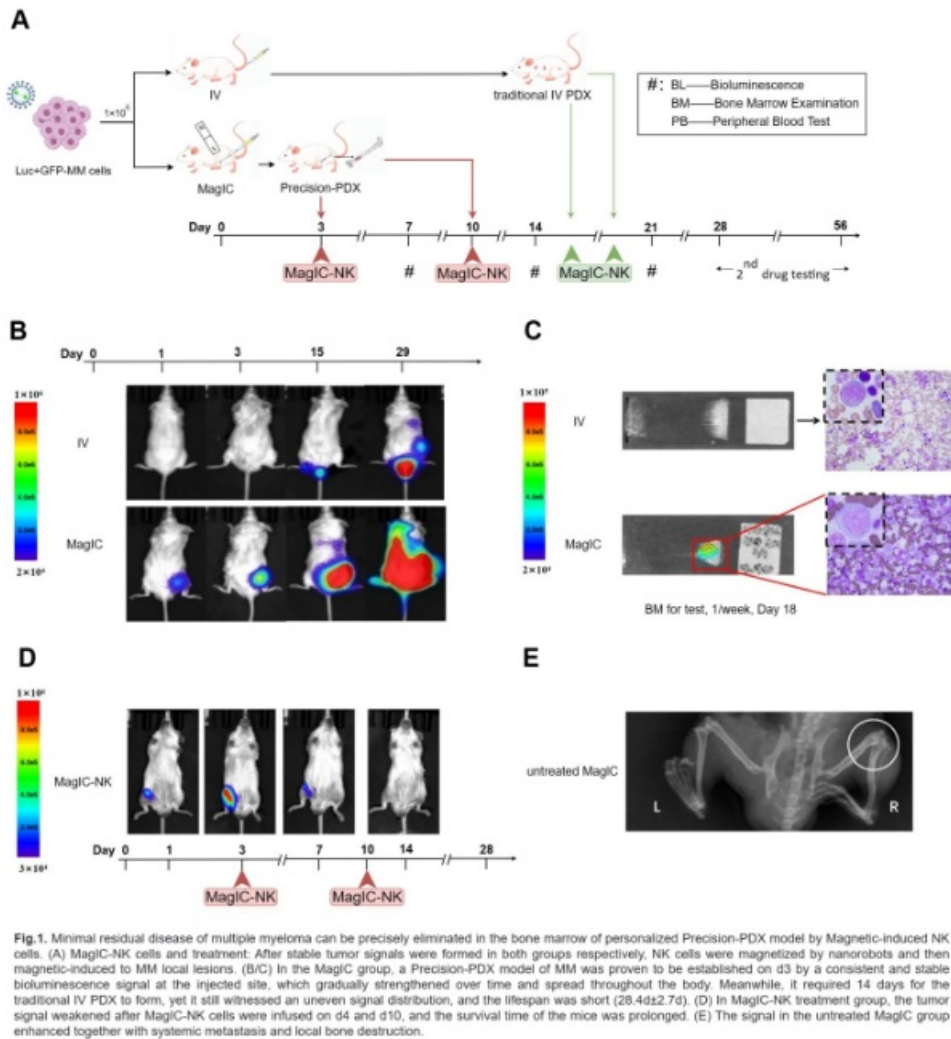 A
IV
traditional IV PDX
#: BL——Bioluminescence
BM——Bone Marrow Examination
PB——Peripheral Blood Test
1×10⁶
Luc+GFP-MM cells
MagIC
Precision-PDX
Day 0 3 7 10 14 21 28 56
MagIC-NK # MagIC-NK # MagIC-NK # 2nd drug testing
B
Day 0 1 3 15 29
IV
MagIC
C
IV
MagIC
BM for test, 1/week, Day 18
D
MagIC-NK
Day 0 1 3 7 10 14 28
MagIC-NK MagIC-NK
E
untreated MagIC
L R
Fig.1. Minimal residual disease of multiple myeloma can be precisely eliminated in the bone marrow of personalized Precision-PDX model by Magnetic-induced NK
cells. (A) MagIC-NK cells and treatment: After stable tumor signals were formed in both groups respectively, NK cells were magnetized by nanorobots and then
magnetic-induced to MM local lesions. (B/C) In the MagIC group, a Precision-PDX model of MM was proven to be established on d3 by a consistent and stable
bioluminescence signal at the injected site, which gradually strengthened over time and spread throughout the body. Meanwhile, it required 14 days for the
traditional IV PDX to form, yet it still witnessed an uneven signal distribution, and the lifespan was short (28.4d±2.7d). (D) In MagIC-NK treatment group, the tumor
signal weakened after MagIC-NK cells were infused on d4 and d10, and the survival time of the mice was prolonged. (E) The signal in the untreated MagIC group
enhanced together with systemic metastasis and local bone destruction.